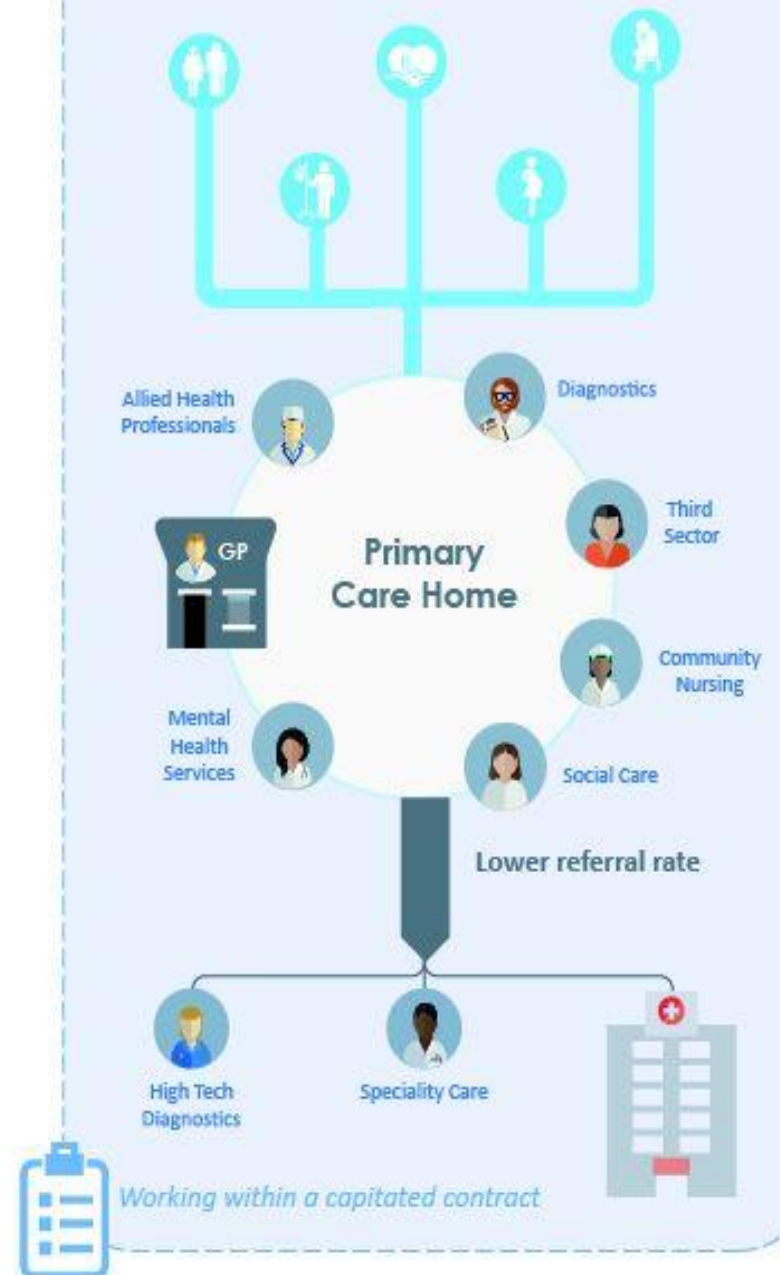 Allied Health
Professionals
Diagnostics
GP
Third
Sector
Primary
Care Home
Community
Nursing
Mental
Health
Services
Social Care
Lower referral rate
High Tech
Diagnostics
Speciality Care
Working within a capitated contract